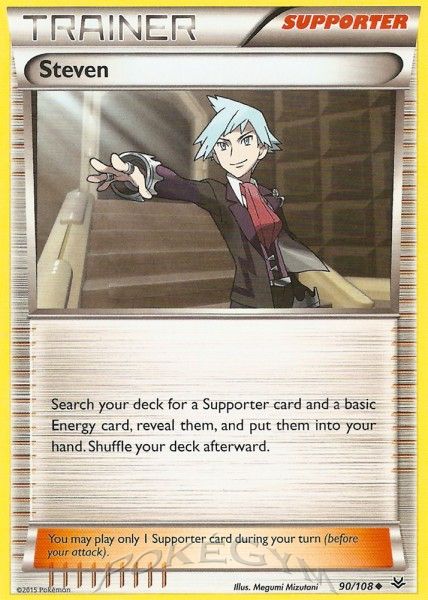 TRAINER
SUPPORTER
Steven
Search your deck for a Supporter card and a basic
Energy card, reveal them, and put them into your
hand. Shuffle your deck afterward.
You may play only 1 Supporter card during your turn (before
your attack).
POKEGYM
©2015 Pokémon
Illus. Megumi Mizutani
90/108